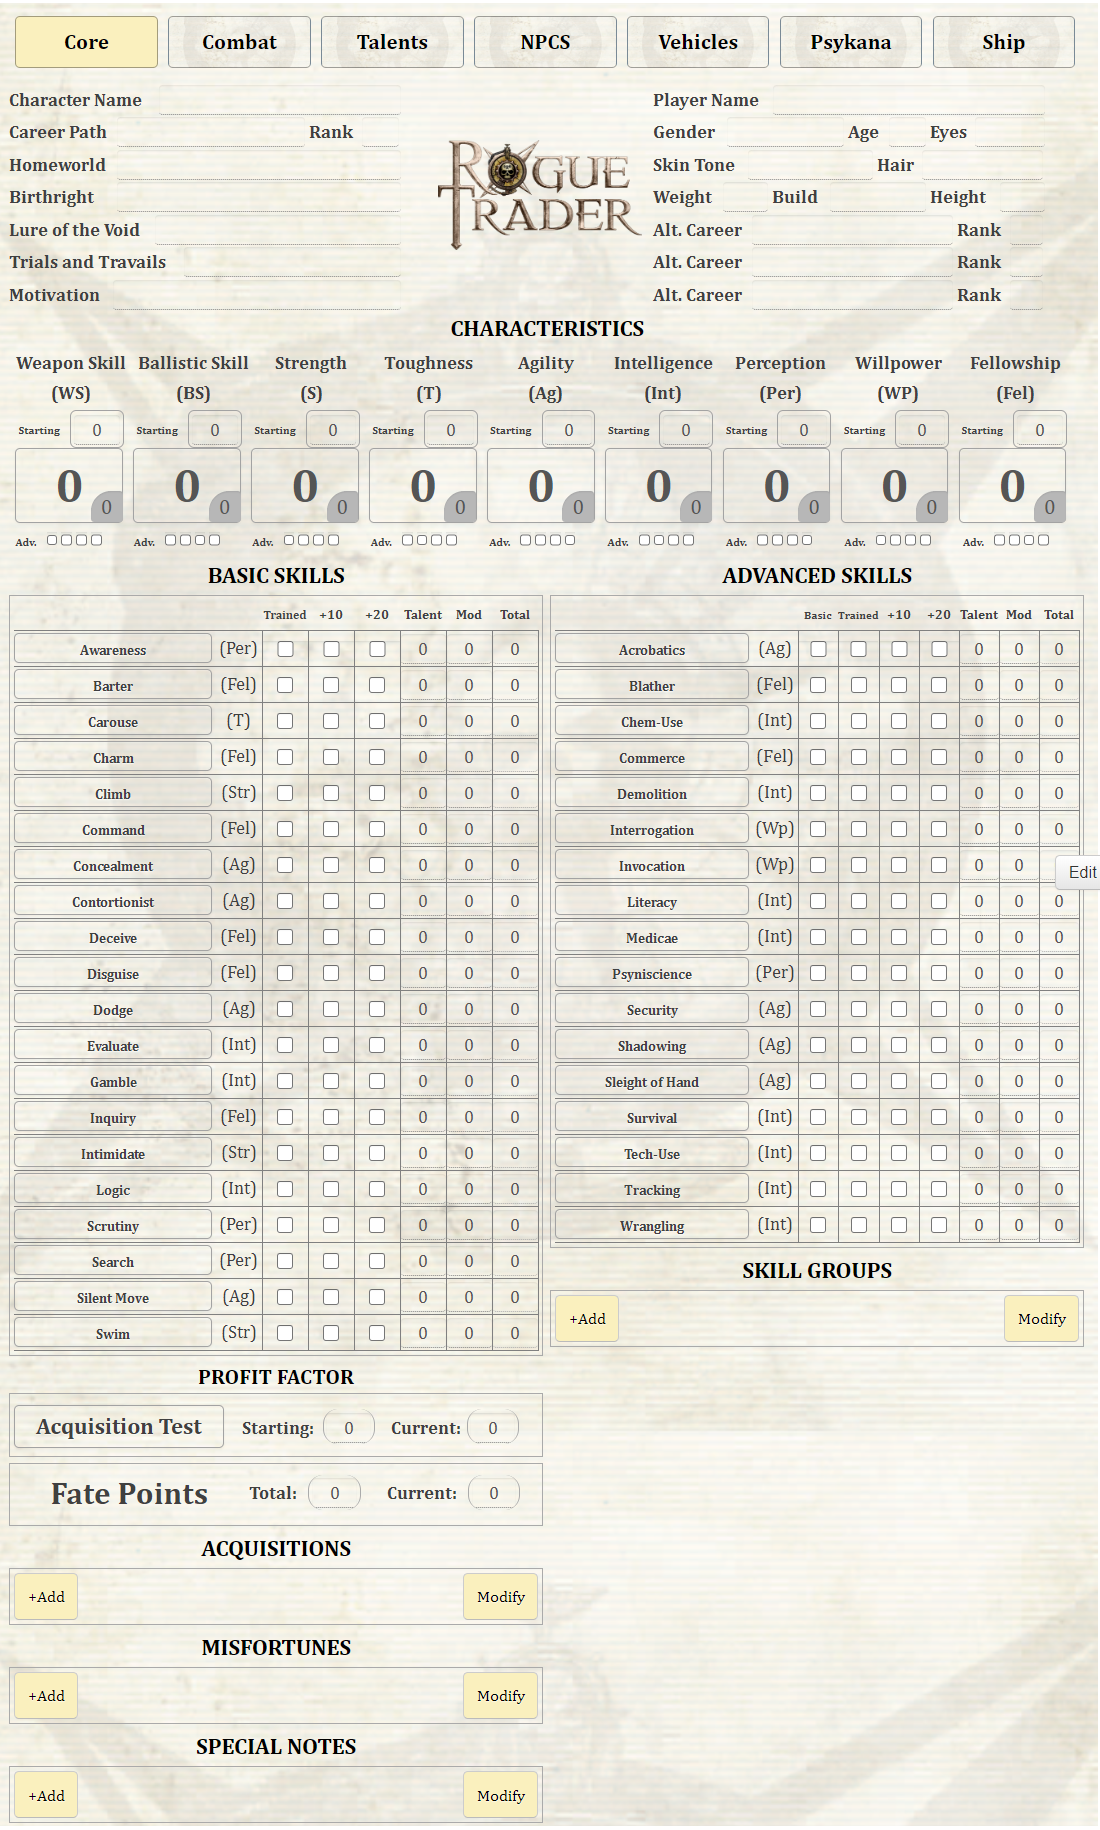 Core Combat Talents NPCS Vehicles Psykana Ship
Character Name Player Name
Career Path Rank Gender Age Eyes
Homeworld Skin Tone Hair
Birthright Weight Build Height
Lure of the Void Alt. Career Rank
Trials and Travails Alt. Career Rank
Motivation Alt. Career Rank
ROGUE
TRADER
CHARACTERISTICS
Weapon Skill Ballistic Skill Strength Toughness Agility Intelligence Perception Willpower Fellowship
(WS) (BS) (S) (T) (Ag) (Int) (Per) (WP) (Fel)
Starting 0 Starting 0 Starting 0 Starting 0 Starting 0 Starting 0 Starting 0 Starting 0 Starting 0
0 0 0 0 0 0 0 0 0
0 0 0 0 0 0 0 0 0
Adv. Adv. Adv. Adv. Adv. Adv. Adv. Adv. Adv.
BASIC SKILLS
Trained +10 +20 Talent Mod Total
Awareness (Per) 0 0 0
Barter (Fel) 0 0 0
Carouse (T) 0 0 0
Charm (Fel) 0 0 0
Climb (Str) 0 0 0
Command (Fel) 0 0 0
Concealment (Ag) 0 0 0
Contortionist (Ag) 0 0 0
Deceive (Fel) 0 0 0
Disguise (Fel) 0 0 0
Dodge (Ag) 0 0 0
Evaluate (Int) 0 0 0
Gamble (Int) 0 0 0
Inquiry (Fel) 0 0 0
Intimidate (Str) 0 0 0
Logic (Int) 0 0 0
Scrutiny (Per) 0 0 0
Search (Per) 0 0 0
Silent Move (Ag) 0 0 0
Swim (Str) 0 0 0
ADVANCED SKILLS
Basic Trained +10 +20 Talent Mod Total
Acrobatics (Ag) 0 0 0
Blather (Fel) 0 0 0
Chem-Use (Int) 0 0 0
Commerce (Fel) 0 0 0
Demolition (Int) 0 0 0
Interrogation (Wp) 0 0 0
Invocation (Wp) 0 0
Edit
Literacy (Int) 0 0 0
Medicae (Int) 0 0 0
Psyniscience (Per) 0 0 0
Security (Ag) 0 0 0
Shadowing (Ag) 0 0 0
Sleight of Hand (Ag) 0 0 0
Survival (Int) 0 0 0
Tech-Use (Int) 0 0 0
Tracking (Int) 0 0 0
Wrangling (Int) 0 0 0
SKILL GROUPS
+Add Modify
PROFIT FACTOR
Acquisition Test Starting: 0 Current: 0
Fate Points Total: 0 Current: 0
ACQUISITIONS
+Add Modify
MISFORTUNES
+Add Modify
SPECIAL NOTES
+Add Modify